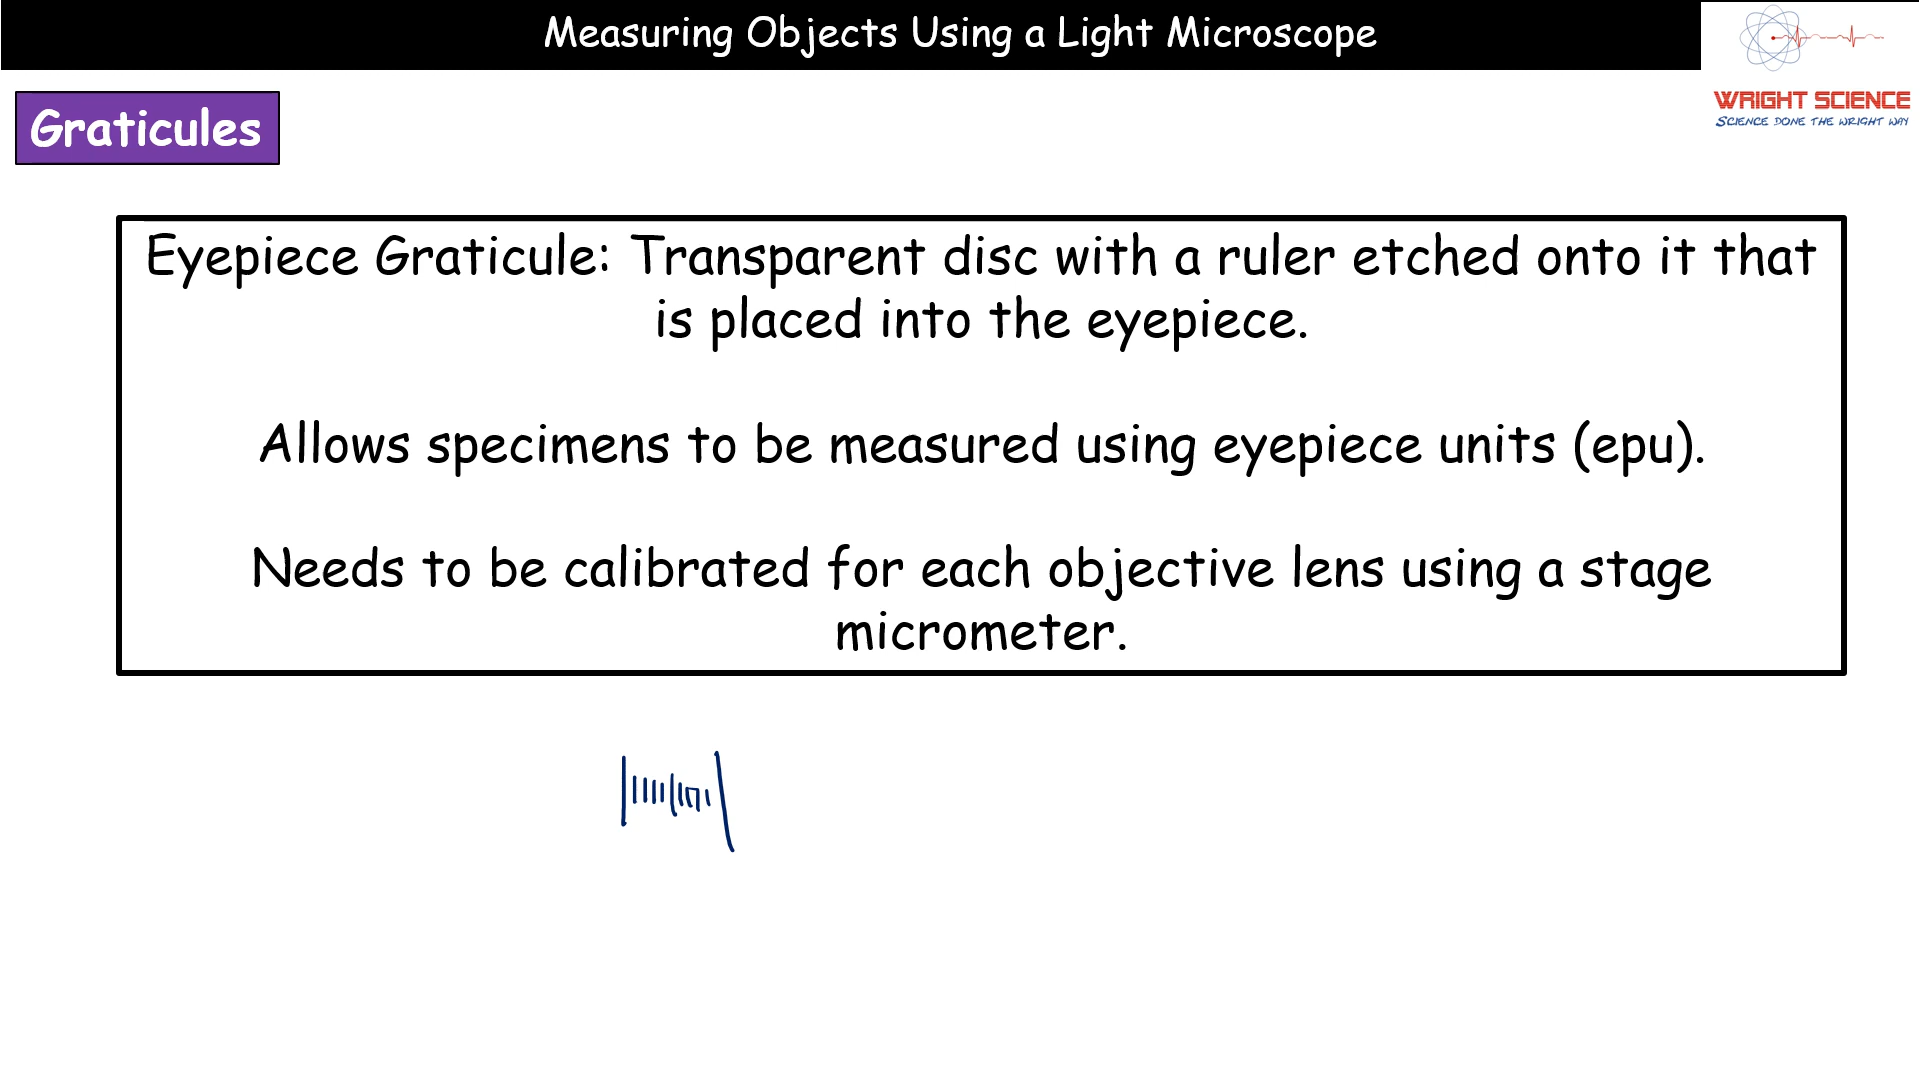 Measuring Objects Using a Light Microscope
WRIGHT SCIENCE
SCIENCE DONE THE WRIGHT WAY
Graticules
Eyepiece Graticule: Transparent disc with a ruler etched onto it that
is placed into the eyepiece.
Allows specimens to be measured using eyepiece units (epu).
Needs to be calibrated for each objective lens using a stage
micrometer.